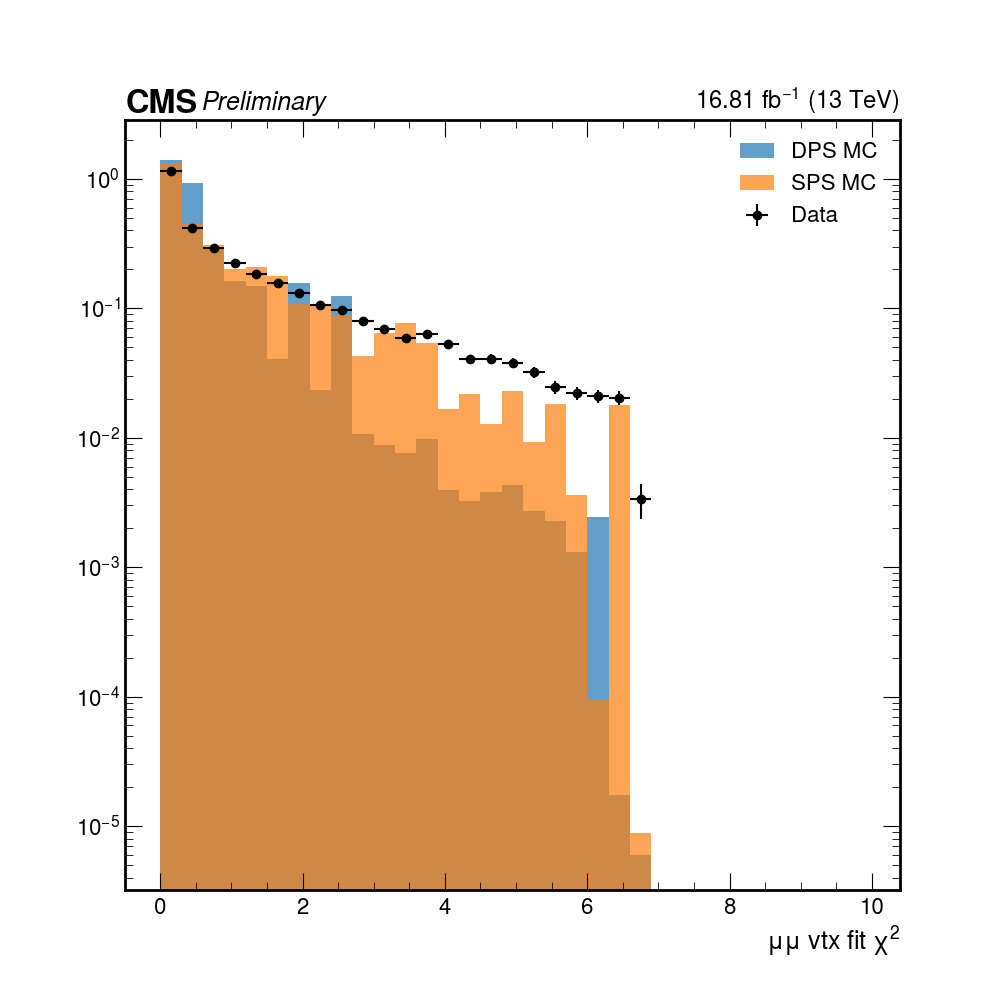 CMS Preliminary
16.81 fb⁻¹ (13 TeV)
DPS MC
SPS MC
Data
10⁰
10⁻¹
10⁻²
10⁻³
10⁻⁴
10⁻⁵
0 2 4 6 8 10
μμ vtx fit χ²